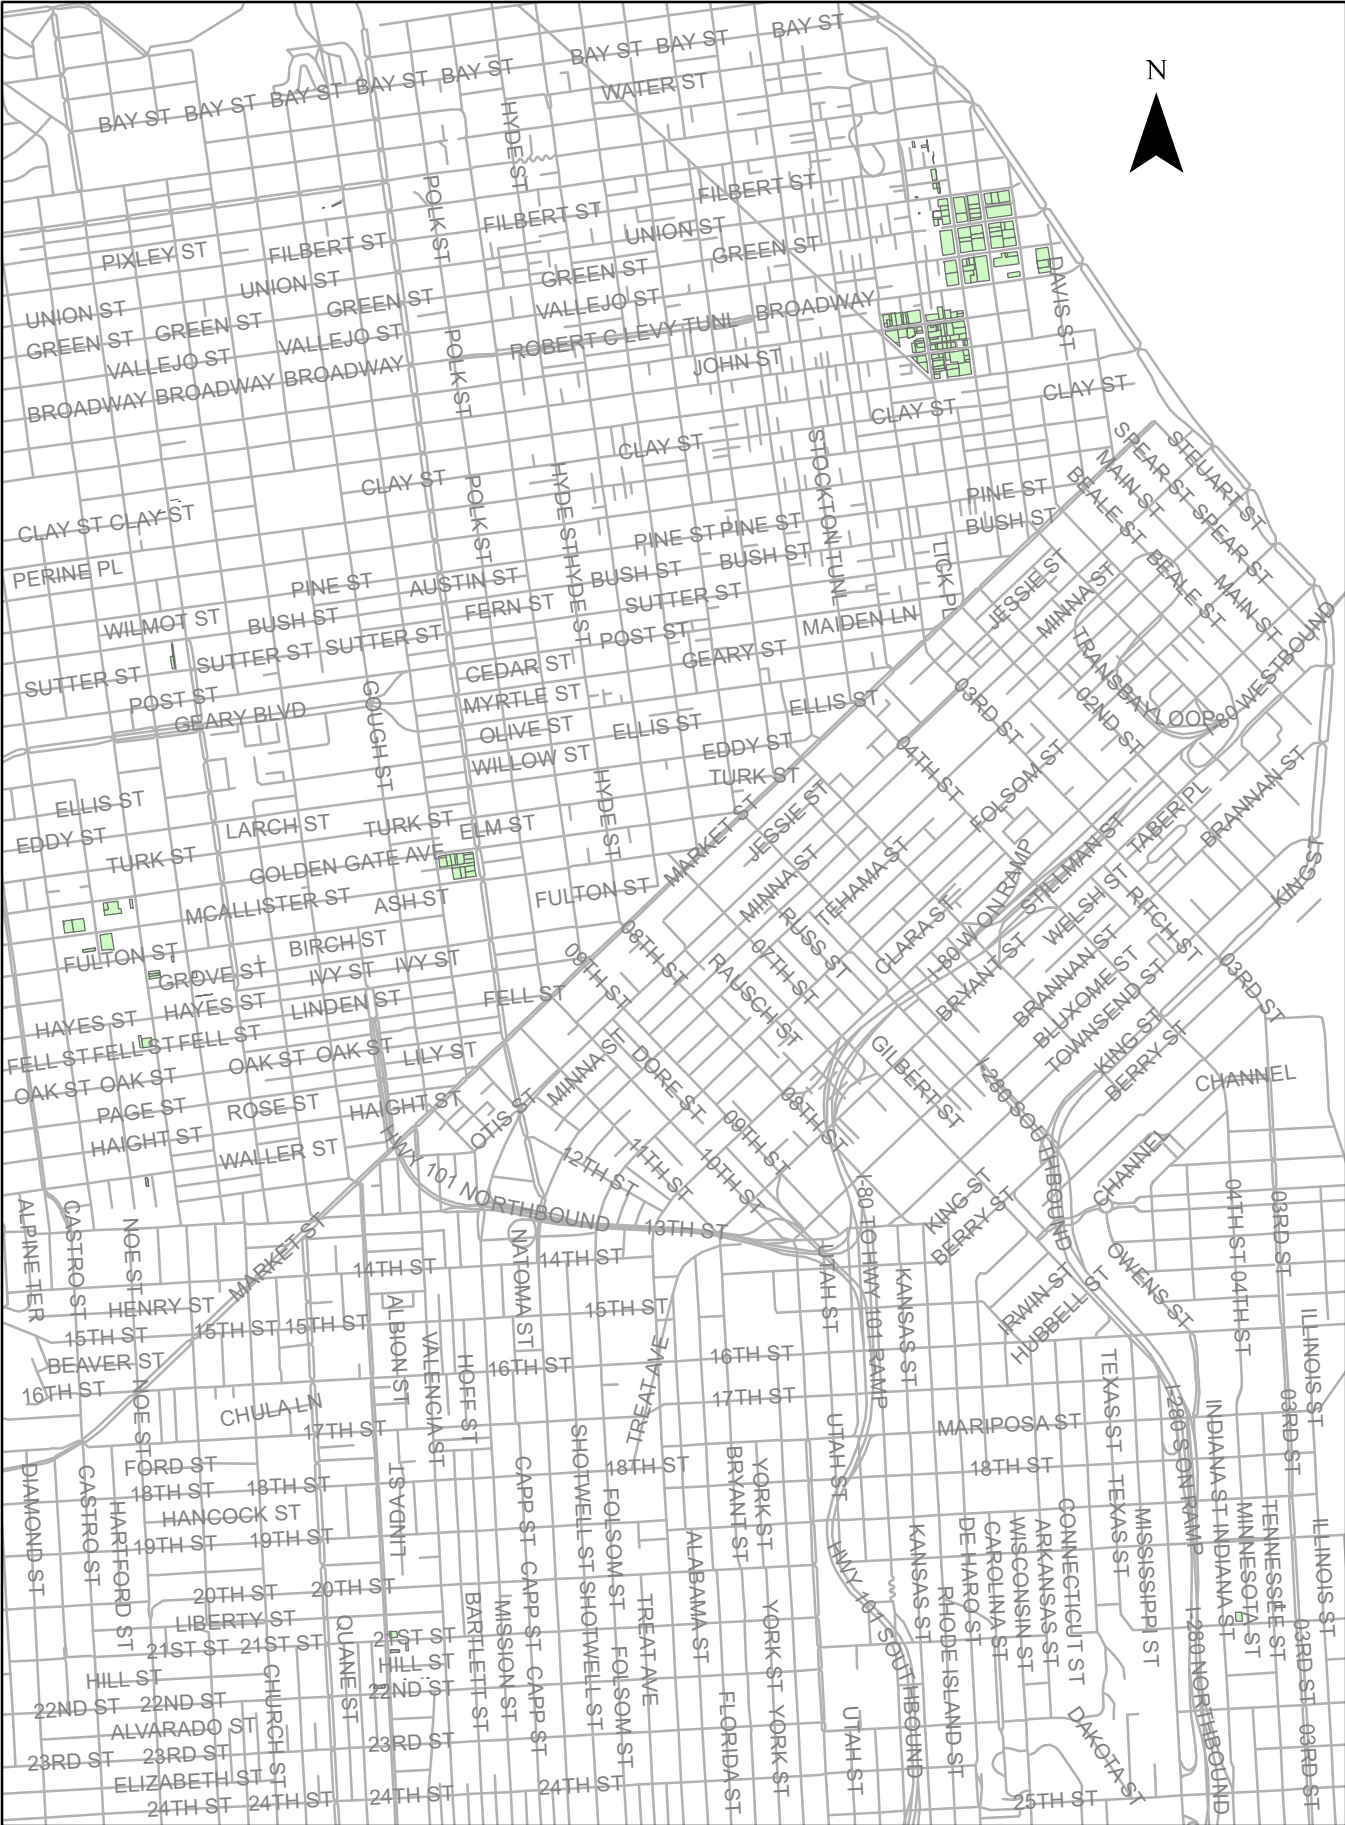 BAY ST
BAY ST BAY ST
BAY ST BAY ST BAY ST BAY ST BAY ST
N
WATER ST
HYDE ST
POLK ST
FILBERT ST
FILBERT ST
UNION ST
GREEN ST
PIXLEY ST
FILBERT ST
UNION ST
GREEN ST
VALLEJO ST
BROADWAY
DAVIS ST
UNION ST
GREEN ST
GREEN ST
GREEN ST
VALLEJO ST
VALLEJO ST
ROBERT C LEVY TUNL
JOHN ST
POLK ST
BROADWAY BROADWAY BROADWAY
CLAY ST
CLAY ST
CLAY ST
CLAY ST
STOCKTON TUNL
SPEAR ST
STEUART ST
MAIN ST
BEALE ST
SPEAR ST
HYDE ST
HYDE ST
POLK ST
CLAY ST CLAY ST
PINE ST
BUSH ST
PINE ST PINE ST
BUSH ST
BUSH ST
LICK PL
JESSIE ST
MINNA ST
BEALE ST
MAIN ST
PERINE PL
PINE ST
AUSTIN ST
FERN ST
SUTTER ST
POST ST
MAIDEN LN
TRANSBAY LOOP
I-80 WESTBOUND
WILMOT ST
BUSH ST
SUTTER ST SUTTER ST
CEDAR ST
GEARY ST
SUTTER ST
POST ST
GEARY BLVD
GOUGH ST
MYRTLE ST
OLIVE ST
ELLIS ST
ELLIS ST
03RD ST
02ND ST
WILLOW ST
EDDY ST
TURK ST
04TH ST
FOLSOM ST
HYDE ST
ELLIS ST
EDDY ST
TURK ST
LARCH ST
TURK ST
ELM ST
MARKET ST
JESSIE ST
TABER PL
BRANNAN ST
GOLDEN GATE AVE
MCALLISTER ST
ASH ST
FULTON ST
MINNA ST
TEHAMA ST
I-80 W ON RAMP
STILLMAN ST
WELSH ST
RITCH ST
KING ST
FULTON ST
BIRCH ST
GROVE ST
IVY ST
IVY ST
09TH ST
08TH ST
RUSS ST
07TH ST
RAUSCH ST
CLARA ST
BRYANT ST
BRANNAN ST
BLUXOME ST
TOWNSEND ST
KING ST
BERRY ST
03RD ST
HAYES ST
HAYES ST
LINDEN ST
FELL ST
FELL ST FELL ST FELL ST
OAK ST OAK ST
OAK ST OAK ST
LILY ST
MINNA ST
DORE ST
GILBERT ST
I-280 SOUTHBOUND
CHANNEL
PAGE ST
ROSE ST
HAIGHT ST
HAIGHT ST
WALLER ST
OTIS ST
HWY 101 NORTHBOUND
08TH ST
09TH ST
10TH ST
11TH ST
12TH ST
13TH ST
CHANNEL
KING ST
BERRY ST
I-80 TO HWY 101 RAMP
ALPINE TER
CASTRO ST
NOE ST
MARKET ST
14TH ST
NATOMA ST
14TH ST
UTAH ST
KANSAS ST
IRWIN ST
HUBBELL ST
OWENS ST
04TH ST 04TH ST
03RD ST
HENRY ST
15TH ST
15TH ST 15TH ST
15TH ST
BEAVER ST
16TH ST
ALBION ST
VALENCIA ST
HOFF ST
16TH ST
TREAT AVE
16TH ST
17TH ST
TEXAS ST
ILLINOIS ST
NOE ST
CHULA LN
17TH ST
MARIPOSA ST
INDIANA ST
03RD ST
UTAH ST
18TH ST
18TH ST
FORD ST
18TH ST
18TH ST
HANCOCK ST
19TH ST
19TH ST
DIAMOND ST
CASTRO ST
HARTFORD ST
LINDA ST
CAPP ST
SHOTWELL ST
FOLSOM ST
BRYANT ST
YORK ST
TEXAS ST
I-280 S ON RAMP
INDIANA ST
MINNESOTA ST
TENNESSEE ST
ILLINOIS ST
ALABAMA ST
KANSAS ST
DE HARO ST
CAROLINA ST
WISCONSIN ST
ARKANSAS ST
CONNECTICUT ST
MISSISSIPPI ST
HWY 101 SOUTHBOUND
20TH ST
20TH ST
LIBERTY ST
21ST ST 21ST ST
21ST ST
HILL ST
HILL ST
22ND ST 22ND ST
22ND ST
QUANE ST
CHURCH ST
BARTLETT ST
MISSION ST
CAPP ST
CAPP ST
SHOTWELL ST
TREAT AVE
FOLSOM ST
YORK ST
YORK ST
FLORIDA ST
UTAH ST
RHODE ISLAND ST
I-280 NORTHBOUND
03RD ST
03RD ST
ALVARADO ST
23RD ST 23RD ST
23RD ST
ELIZABETH ST
24TH ST 24TH ST
24TH ST
24TH ST
DAKOTA ST
25TH ST